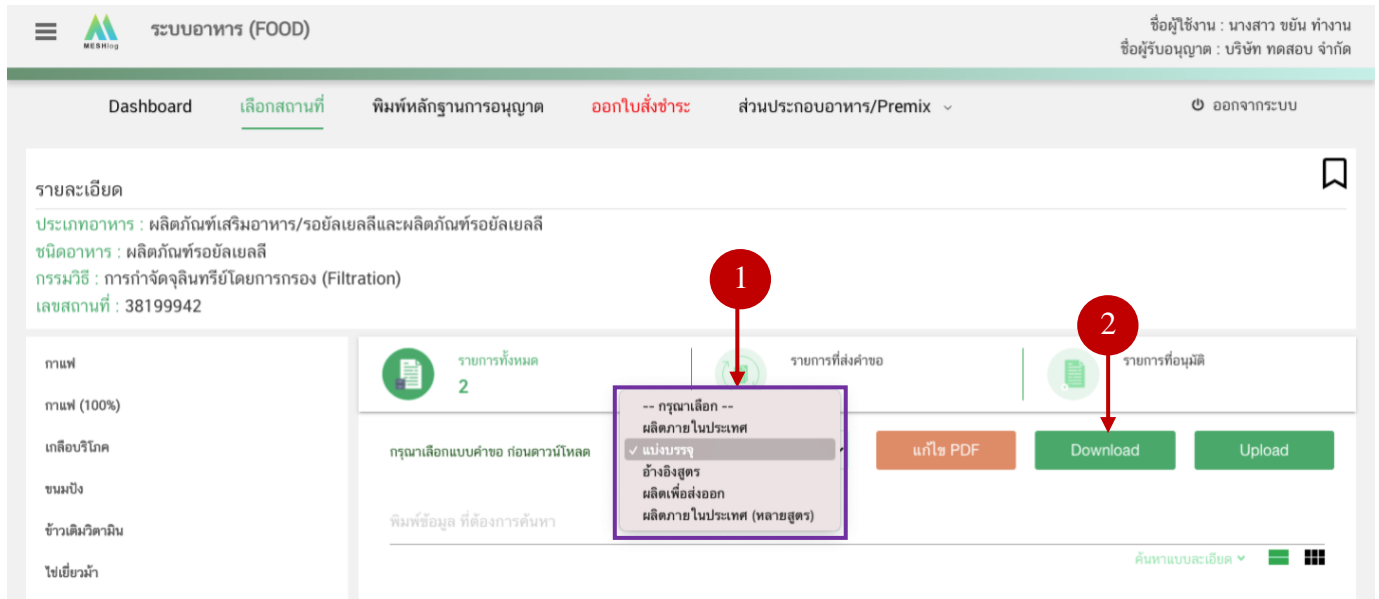 MESHlog
ระบบอาหาร (FOOD)
ชื่อผู้ใช้งาน : นางสาว ขยัน ทำงาน
ชื่อผู้รับอนุญาต : บริษัท ทดสอบ จำกัด
Dashboard เลือกสถานที่ พิมพ์หลักฐานการอนุญาต ออกใบสั่งชำระ ส่วนประกอบอาหาร/Premix ออกจากระบบ
รายละเอียด
ประเภทอาหาร : ผลิตภัณฑ์เสริมอาหาร/รอยัลเยลลีและผลิตภัณฑ์รอยัลเยลลี
ชนิดอาหาร : ผลิตภัณฑ์รอยัลเยลลี
กรรมวิธี : การกำจัดจุลินทรีย์โดยการกรอง (Filtration)
เลขสถานที่ : 38199942
1
2
กาแฟ
กาแฟ (100%)
เกลือบริโภค
ขนมปัง
ข้าวเติมวิตามิน
ไข่เยี่ยวม้า
รายการทั้งหมด
2
รายการที่ส่งคำขอ
รายการที่อนุมัติ
กรุณาเลือกแบบคำขอ ก่อนดาวน์โหลด
-- กรุณาเลือก --
ผลิตภายในประเทศ
✓ แบ่งบรรจุ
อ้างอิงสูตร
ผลิตเพื่อส่งออก
ผลิตภายในประเทศ (หลายสูตร)
แก้ไข PDF Download Upload
พิมพ์ข้อมูล ที่ต้องการค้นหา
ค้นหาแบบละเอียด